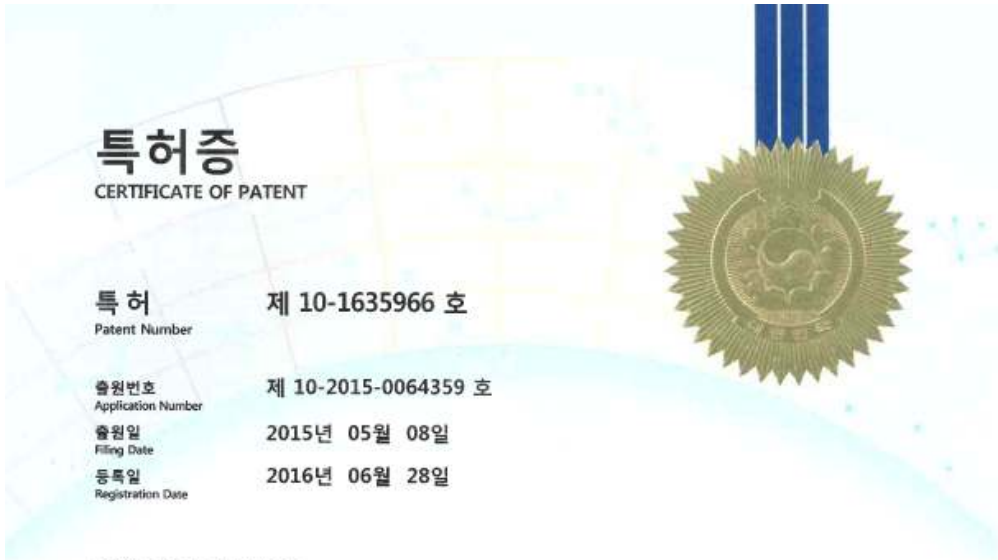 특허증
CERTIFICATE OF PATENT
특 허 제 10-1635966 호
Patent Number
출원번호 제 10-2015-0064359 호
Application Number
출원일 2015년 05월 08일
Filing Date
등록일 2016년 06월 28일
Registration Date